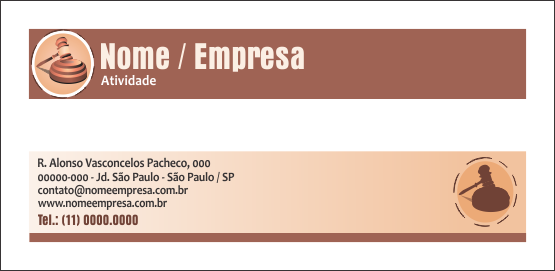 Nome / Empresa
Atividade
R. Alonso Vasconcelos Pacheco, 000
00000-000 - Jd. São Paulo - São Paulo / SP
contato@nomeempresa.com.br
www.nomeempresa.com.br
Tel.: (11) 0000.0000